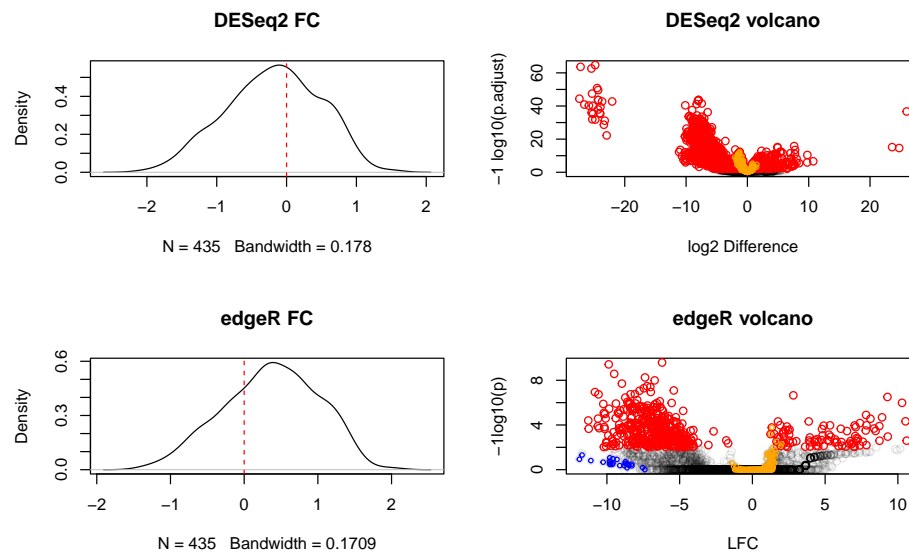 DESeq2 FC
Density
0.0 0.4
−2 −1 0 1 2
N = 435 Bandwidth = 0.178
DESeq2 volcano
−1 log10(p.adjust)
0 20 40 60
−20 −10 0 10 20
log2 Difference
edgeR FC
Density
0.0 0.3 0.6
−2 −1 0 1 2
N = 435 Bandwidth = 0.1709
edgeR volcano
−1log10(p)
0 4 8
−10 −5 0 5 10
LFC